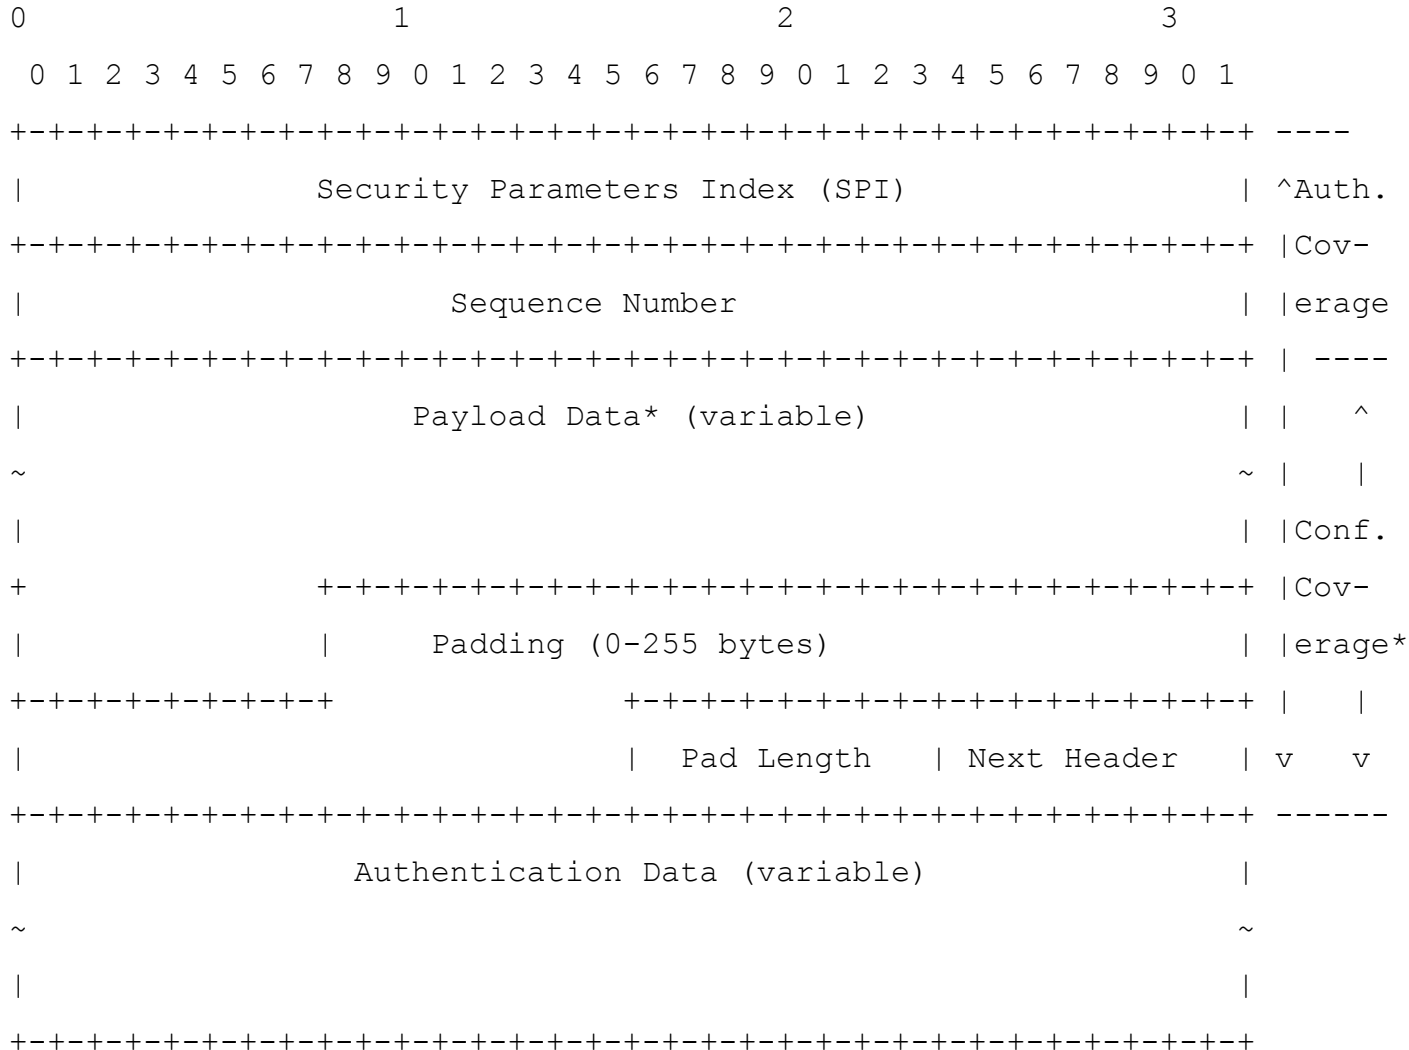 0                   1                   2                   3
 0 1 2 3 4 5 6 7 8 9 0 1 2 3 4 5 6 7 8 9 0 1 2 3 4 5 6 7 8 9 0 1
+-+-+-+-+-+-+-+-+-+-+-+-+-+-+-+-+-+-+-+-+-+-+-+-+-+-+-+-+-+-+-+-+ ----
|               Security Parameters Index (SPI)                 | ^Auth.
+-+-+-+-+-+-+-+-+-+-+-+-+-+-+-+-+-+-+-+-+-+-+-+-+-+-+-+-+-+-+-+-+ |Cov-
|                      Sequence Number                          | |erage
+-+-+-+-+-+-+-+-+-+-+-+-+-+-+-+-+-+-+-+-+-+-+-+-+-+-+-+-+-+-+-+-+ | ----
|                    Payload Data* (variable)                   | |   ^
~                                                               ~ |   |
|                                                               | |Conf.
+               +-+-+-+-+-+-+-+-+-+-+-+-+-+-+-+-+-+-+-+-+-+-+-+-+ |Cov-
|               |     Padding (0-255 bytes)                     | |erage*
+-+-+-+-+-+-+-+-+               +-+-+-+-+-+-+-+-+-+-+-+-+-+-+-+-+ |   |
|                               |  Pad Length   | Next Header   | v   v
+-+-+-+-+-+-+-+-+-+-+-+-+-+-+-+-+-+-+-+-+-+-+-+-+-+-+-+-+-+-+-+-+ ------
|                 Authentication Data (variable)                |
~                                                               ~
|                                                               |
+-+-+-+-+-+-+-+-+-+-+-+-+-+-+-+-+-+-+-+-+-+-+-+-+-+-+-+-+-+-+-+-+